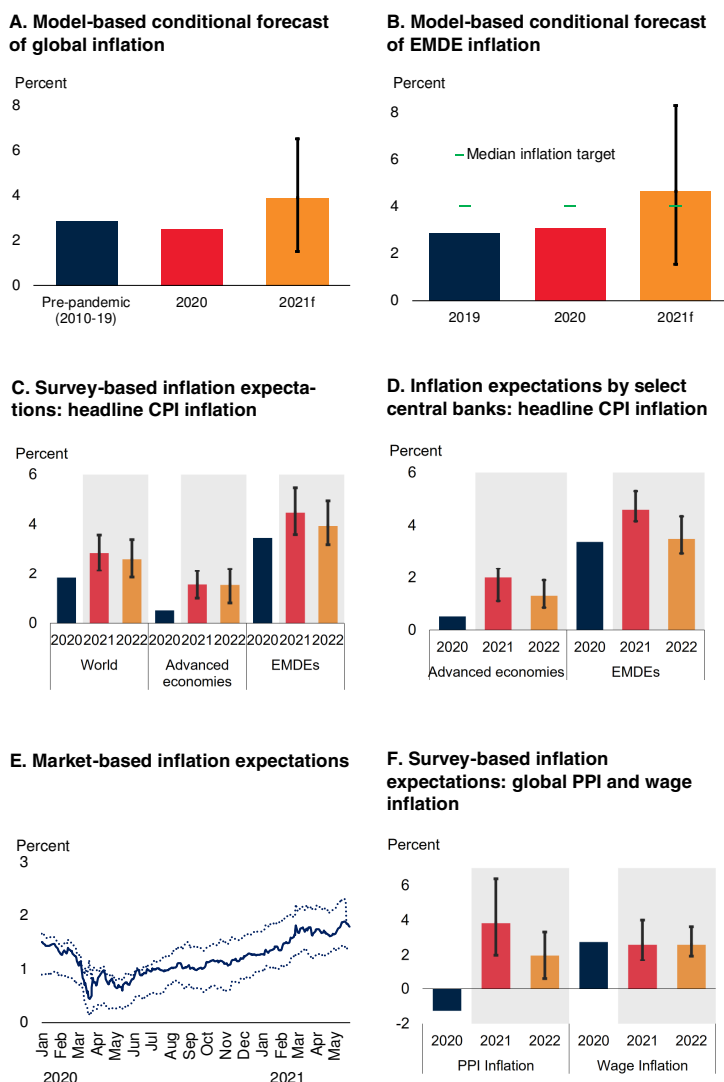 A. Model-based conditional forecast
of global inflation
Percent
8
6
4
2
0
Pre-pandemic
(2010-19)
2020
2021f
B. Model-based conditional forecast
of EMDE inflation
Percent
8
6
4
2
0
Median inflation target
2019
2020
2021f
C. Survey-based inflation expecta-
tions: headline CPI inflation
Percent
6
4
2
0
2020 2021 2022 2020 2021 2022 2020 2021 2022
World
Advanced
economies
EMDEs
D. Inflation expectations by select
central banks: headline CPI inflation
Percent
6
4
2
0
2020 2021 2022 2020 2021 2022
Advanced economies
EMDEs
E. Market-based inflation expectations
Percent
3
2
1
0
Jan Feb Mar Apr May Jun Jul Aug Sep Oct Nov Dec Jan Feb Mar Apr May
2020 2021
F. Survey-based inflation
expectations: global PPI and wage
inflation
Percent
6
4
2
0
-2
2020 2021 2022 2020 2021 2022
PPI Inflation
Wage Inflation